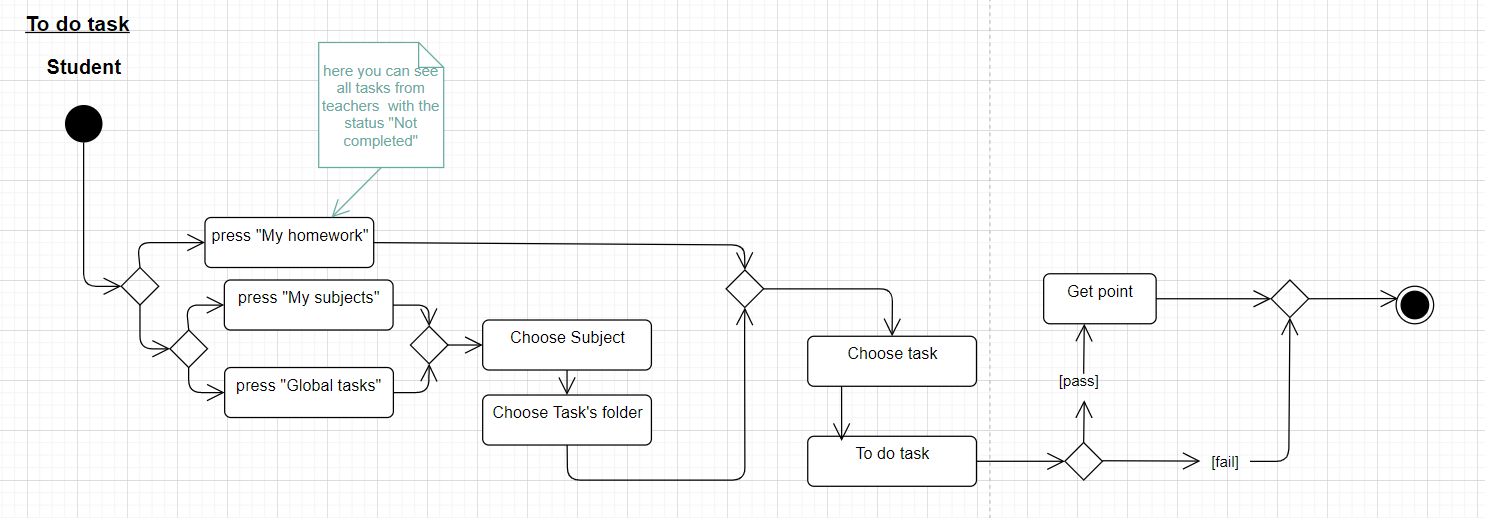 To do task
Student
here you can see
all tasks from
teachers with the
status "Not
completed"
press "My homework"
press "My subjects"
press "Global tasks"
Choose Subject
Choose Task's folder
Choose task
To do task
Get point
[pass]
[fail]